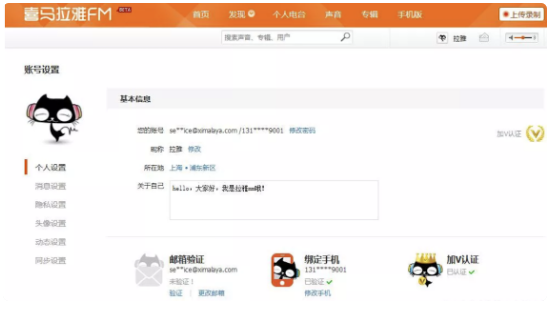 喜马拉雅FM BETA
首页 发现 个人电台 声音 专辑 手机版 上传录制
搜索声音、专辑、用户 拉雅
账号设置
基本信息
您的账号 se**ice@ximalaya.com /131****9001 修改密码
加V认证
昵称 拉雅 修改
所在地 上海 • 浦东新区
关于自己 hello，大家好，我是拉雅mm哦！
个人设置
消息设置
隐私设置
头像设置
动态设置
同步设置
邮箱验证
se**ice@ximalaya.com
未验证！
验证 | 更改邮箱
绑定手机
131****9001
已验证
修改手机
加V认证
已认证